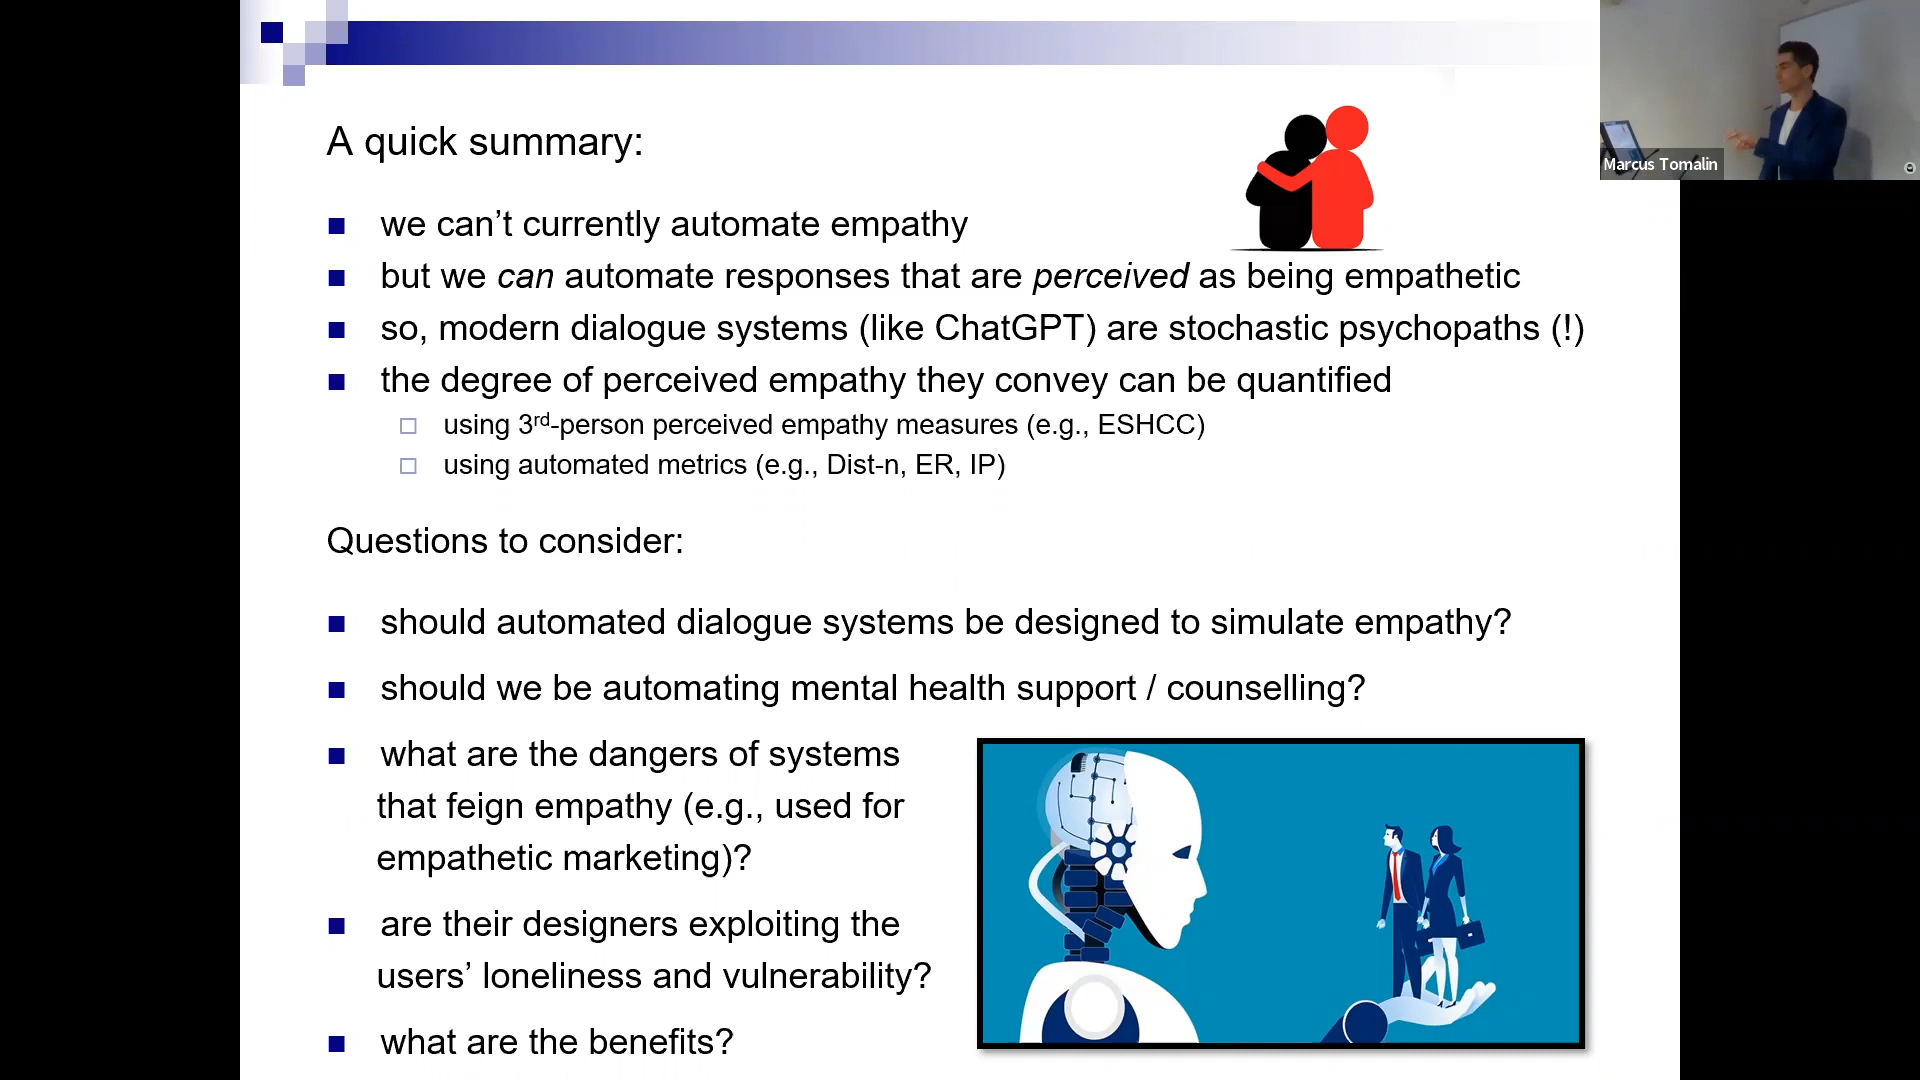 A quick summary:
we can’t currently automate empathy
but we can automate responses that are perceived as being empathetic
so, modern dialogue systems (like ChatGPT) are stochastic psychopaths (!)
the degree of perceived empathy they convey can be quantified
using 3rd-person perceived empathy measures (e.g., ESHCC)
using automated metrics (e.g., Dist-n, ER, IP)
Questions to consider:
should automated dialogue systems be designed to simulate empathy?
should we be automating mental health support / counselling?
what are the dangers of systems
that feign empathy (e.g., used for
empathetic marketing)?
are their designers exploiting the
users’ loneliness and vulnerability?
what are the benefits?
Marcus Tomalin